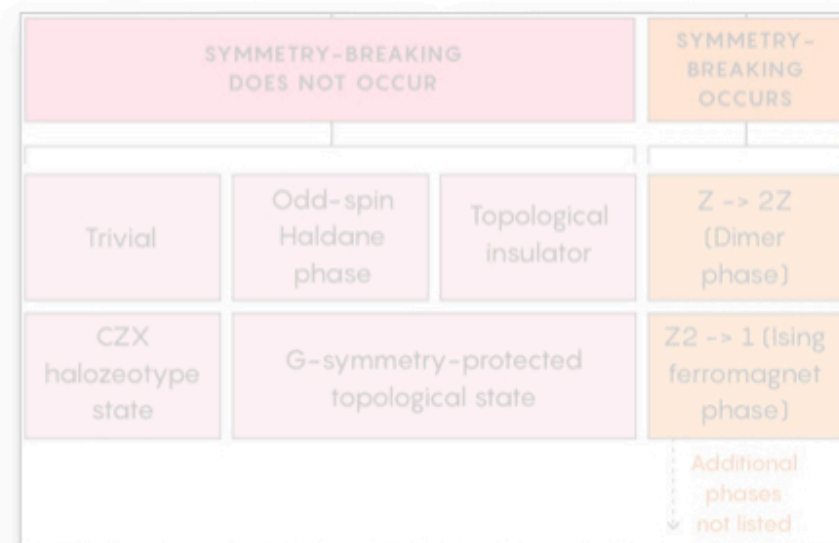 SYMMETRY-BREAKING
DOES NOT OCCUR
SYMMETRY-
BREAKING
OCCURS
Trivial
Odd-spin
Haldane
phase
Topological
insulator
Z -> 2Z
(Dimer
phase)
CZX
halozeotype
state
G-symmetry-protected
topological state
Z2 -> 1 (Ising
ferromagnet
phase)
Additional
phases
not listed